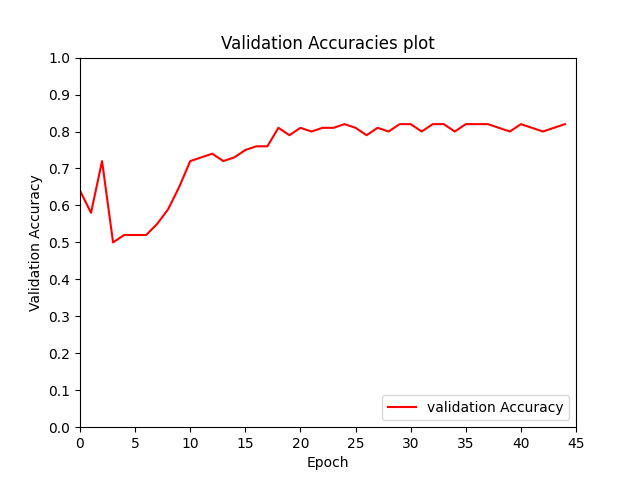 Validation Accuracies plot
1.0
0.9
0.8
0.7
0.6
0.5
0.4
0.3
0.2
0.1
0.0
Validation Accuracy
validation Accuracy
0 5 10 15 20 25 30 35 40 45
Epoch